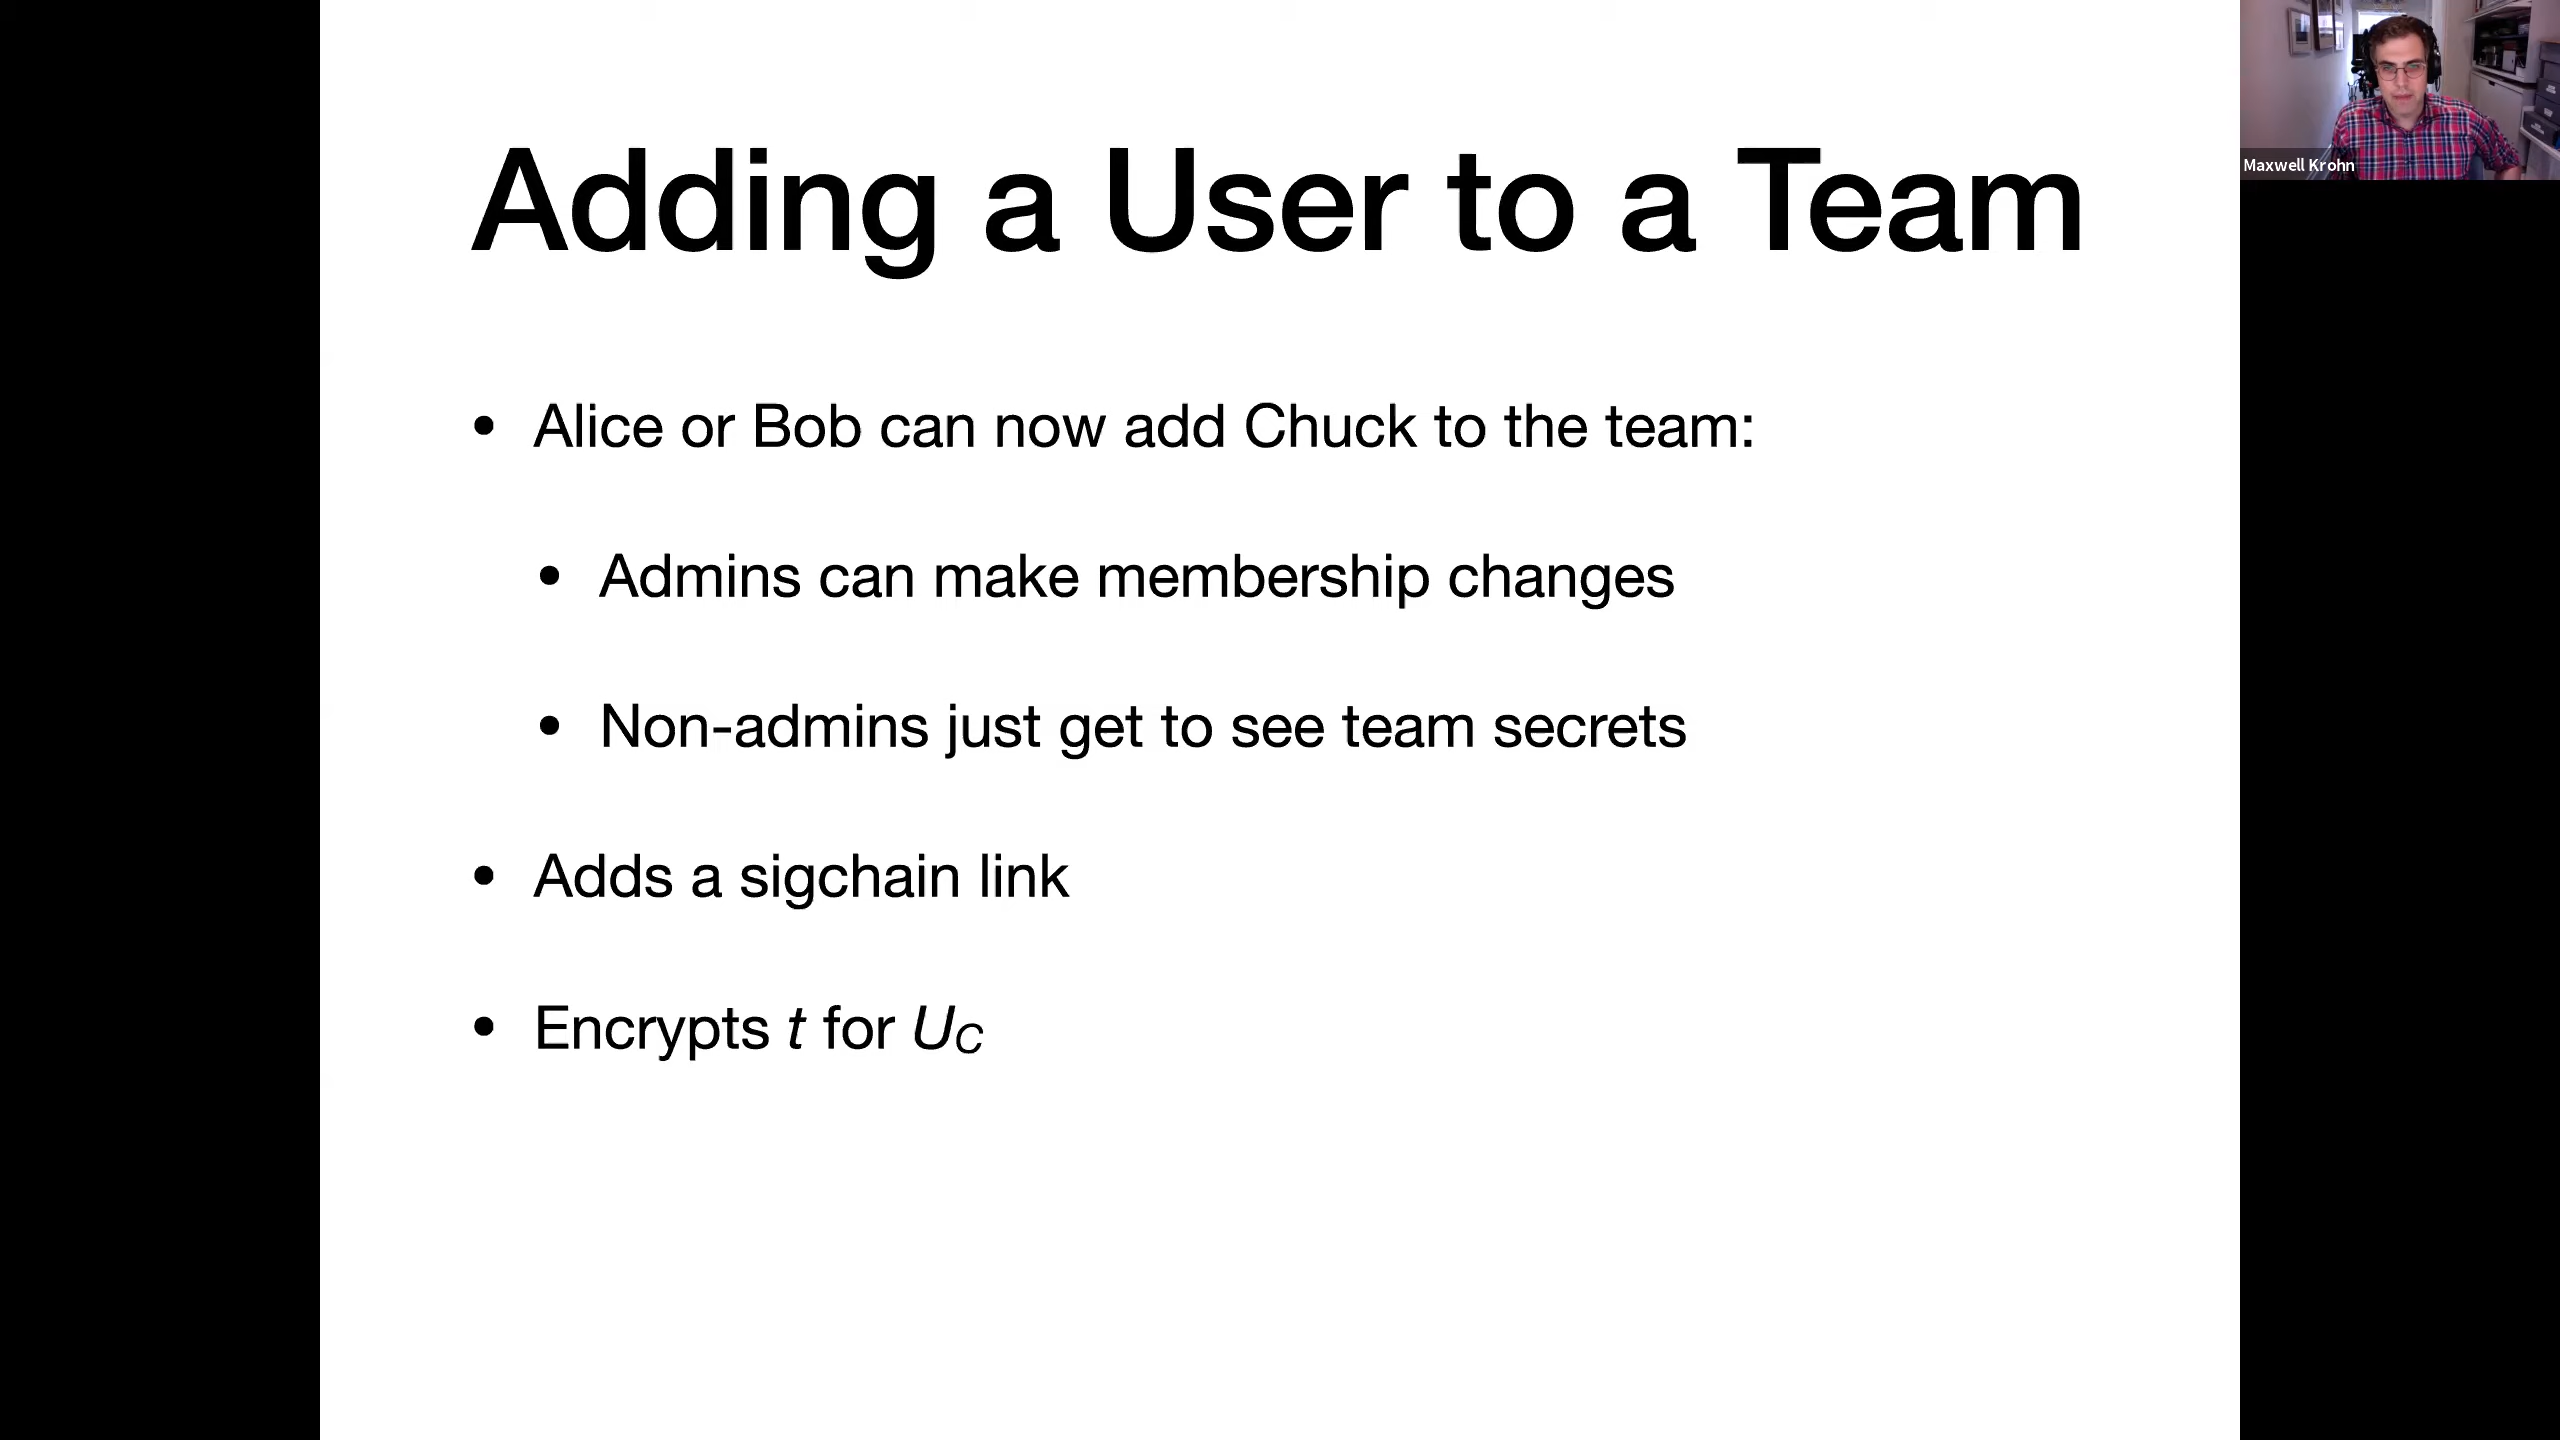 Adding a User to a Team
Maxwell Krohn
• Alice or Bob can now add Chuck to the team:
• Admins can make membership changes
• Non-admins just get to see team secrets
• Adds a sigchain link
• Encrypts t for UC